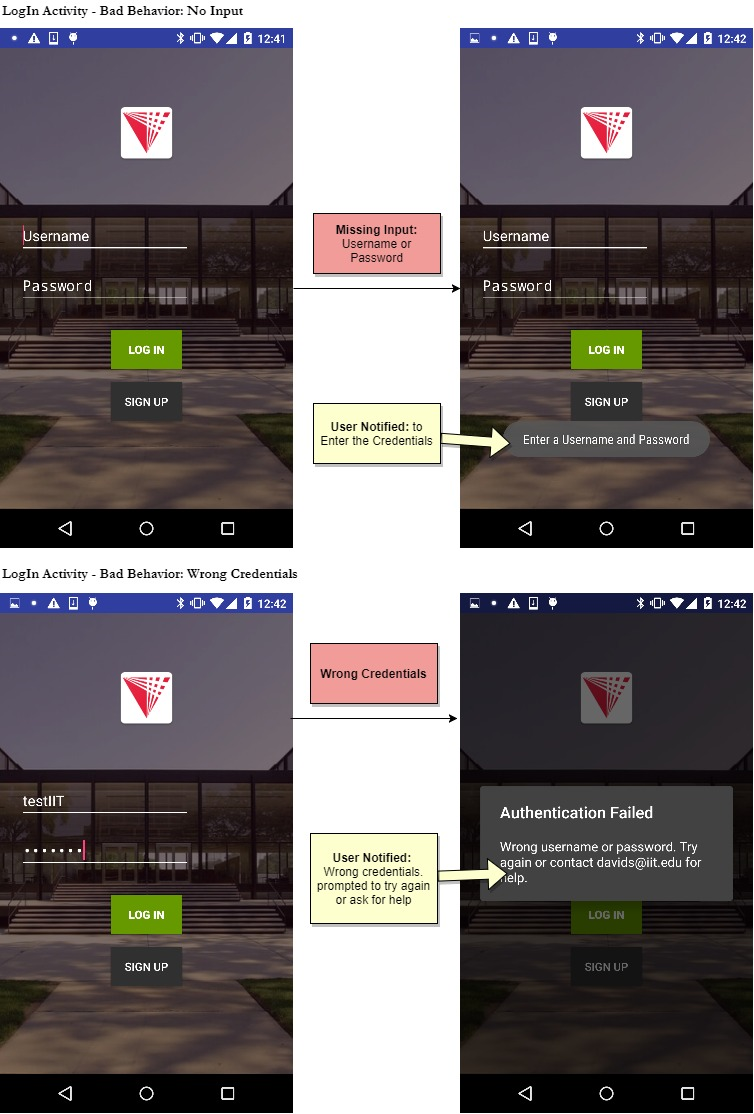 LogIn Activity - Bad Behavior: No Input
12:41
12:42
Username
Password
LOG IN
SIGN UP
Missing Input:
Username or
Password
User Notified: to
Enter the Credentials
Username
Password
LOG IN
SIGN UP
Enter a Username and Password
LogIn Activity - Bad Behavior: Wrong Credentials
12:42
12:42
testIIT
LOG IN
SIGN UP
Wrong Credentials
User Notified:
Wrong credentials.
prompted to try again
or ask for help
Authentication Failed
Wrong username or password. Try
again or contact davids@iit.edu for
help.
LOG IN
SIGN UP